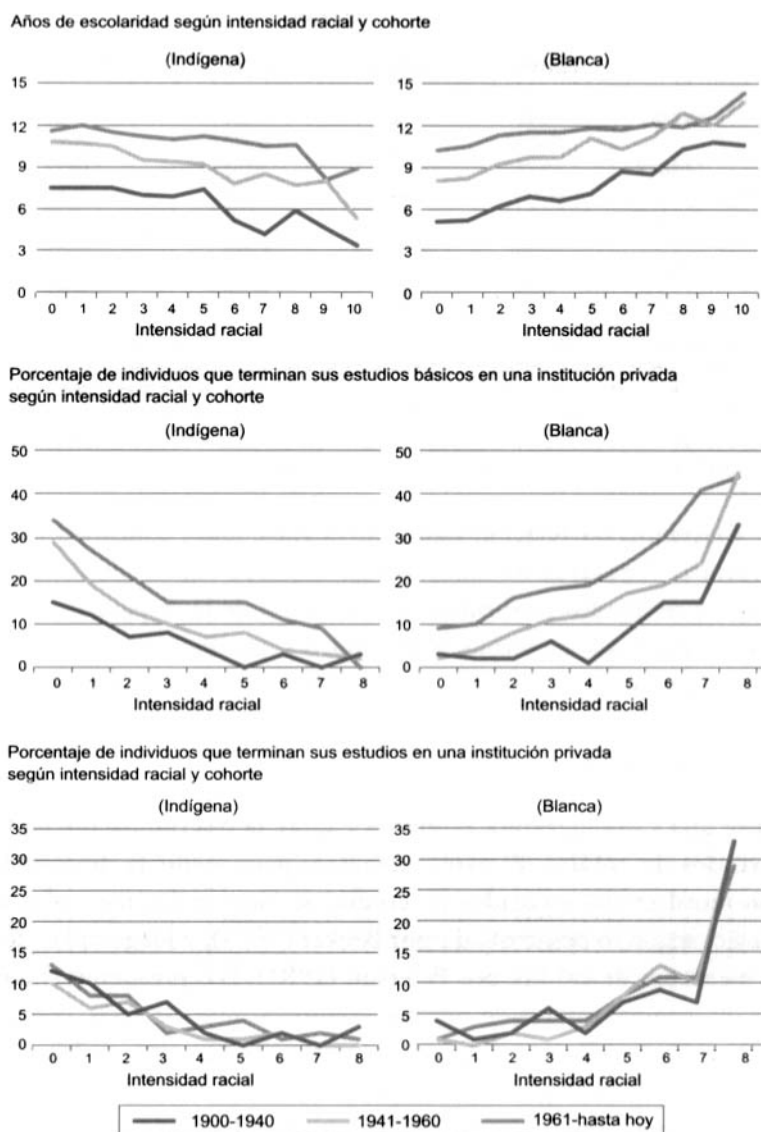 Años de escolaridad según intensidad racial y cohorte
(Indígena)
15
12
9
6
3
0
0 1 2 3 4 5 6 7 8 9 10
Intensidad racial
(Blanca)
15
12
9
6
3
0
0 1 2 3 4 5 6 7 8 9 10
Intensidad racial
Porcentaje de individuos que terminan sus estudios básicos en una institución privada
según intensidad racial y cohorte
(Indígena)
50
40
30
20
10
0
0 1 2 3 4 5 6 7 8
Intensidad racial
(Blanca)
50
40
30
20
10
0
0 1 2 3 4 5 6 7 8
Intensidad racial
Porcentaje de individuos que terminan sus estudios en una institución privada
según intensidad racial y cohorte
(Indígena)
35
30
25
20
15
10
5
0
0 1 2 3 4 5 6 7 8
Intensidad racial
(Blanca)
35
30
25
20
15
10
5
0
0 1 2 3 4 5 6 7 8
Intensidad racial
1900-1940 1941-1960 1961-hasta hoy